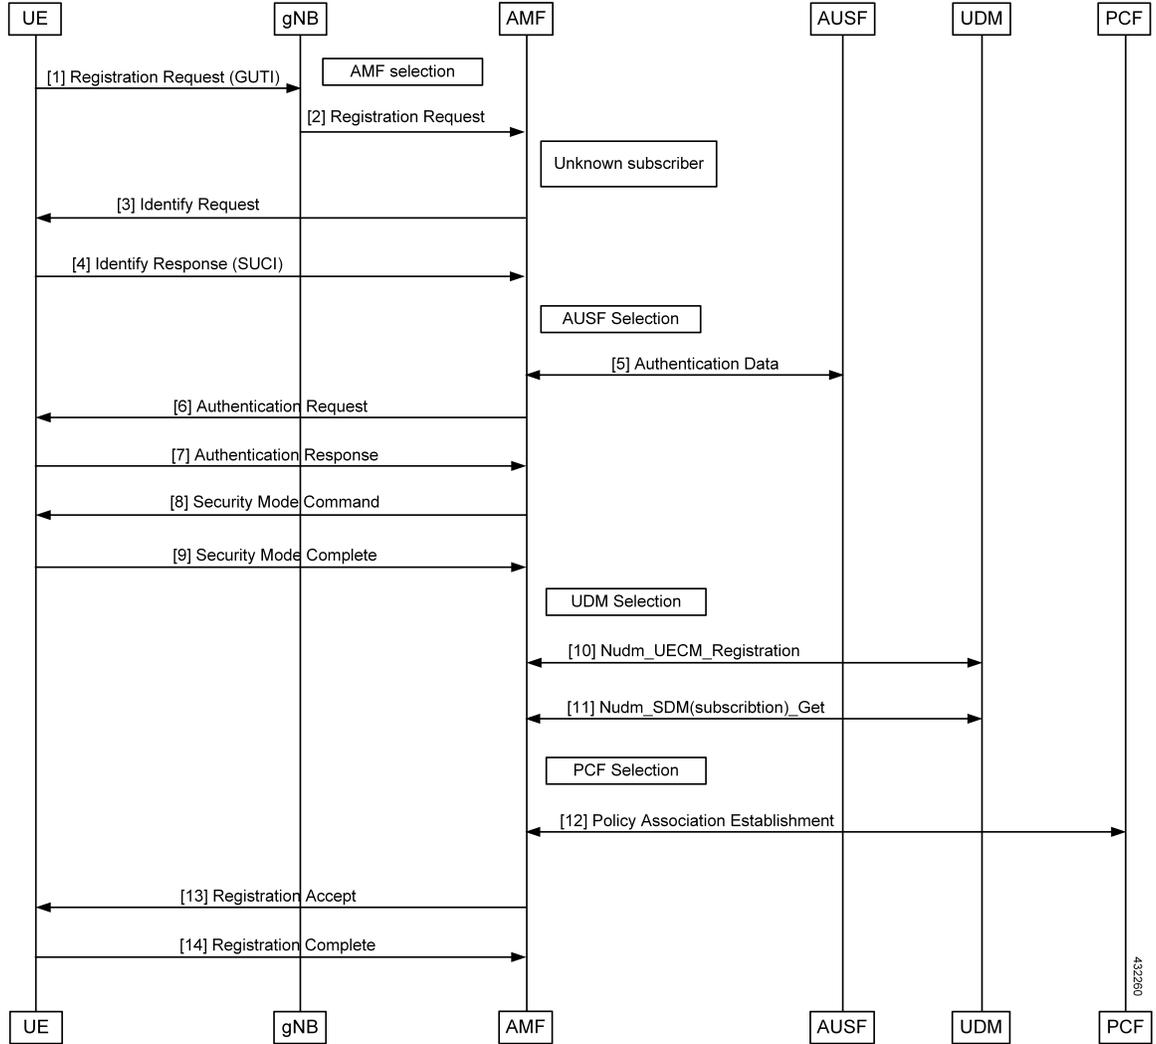 UE
gNB
AMF
AUSF
UDM
PCF
AMF selection
[1] Registration Request (GUTI)
[2] Registration Request
Unknown subscriber
[3] Identify Request
[4] Identify Response (SUCI)
AUSF Selection
[5] Authentication Data
[6] Authentication Request
[7] Authentication Response
[8] Security Mode Command
[9] Security Mode Complete
UDM Selection
[10] Nudm_UECM_Registration
[11] Nudm_SDM(subscribtion)_Get
PCF Selection
[12] Policy Association Establishment
[13] Registration Accept
[14] Registration Complete
432260
UE
gNB
AMF
AUSF
UDM
PCF